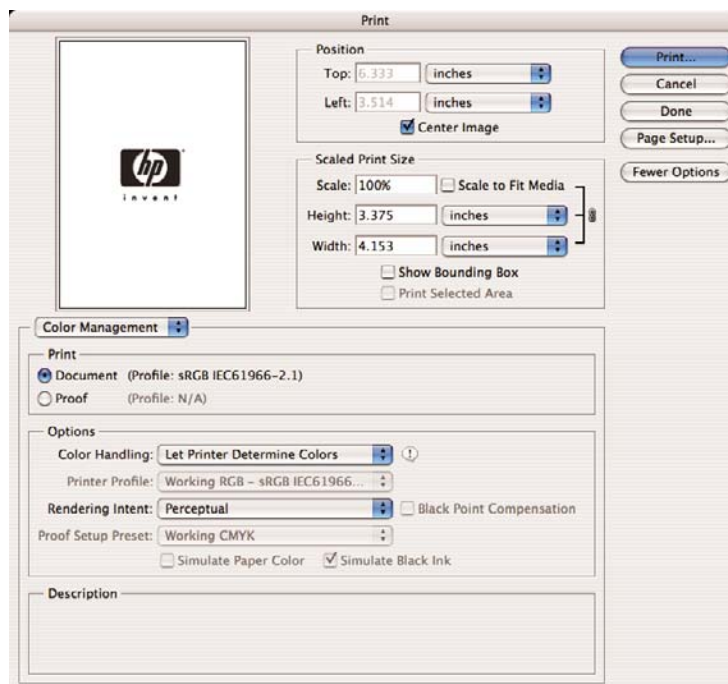 Print
Position
Top: 6.333 inches
Left: 3.514 inches
Center Image
Scaled Print Size
Scale: 100% Scale to Fit Media
Height: 3.375 inches
Width: 4.153 inches
Show Bounding Box
Print Selected Area
Print...
Cancel
Done
Page Setup...
Fewer Options
hp
invent
Color Management
Print
Document (Profile: sRGB IEC61966-2.1)
Proof (Profile: N/A)
Options
Color Handling: Let Printer Determine Colors
Printer Profile: Working RGB - sRGB IEC61966...
Rendering Intent: Perceptual Black Point Compensation
Proof Setup Preset: Working CMYK
Simulate Paper Color Simulate Black Ink
Description